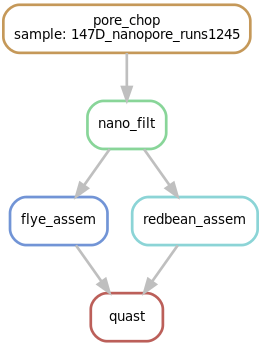 pore_chop
sample: 147D_nanopore_runs1245
nano_filt
flye_assem
redbean_assem
quast